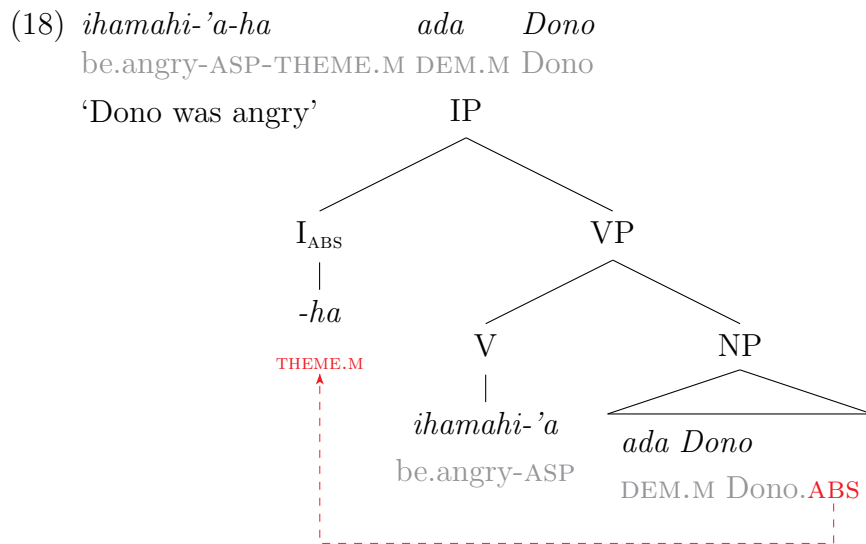 (18) ihamahi-'a-ha ada Dono
be.angry-ASP-THEME.M DEM.M Dono
‘Dono was angry’ IP
I_ABS VP
-ha
THEME.M V NP
ihamahi-'a ada Dono
be.angry-ASP DEM.M Dono.ABS